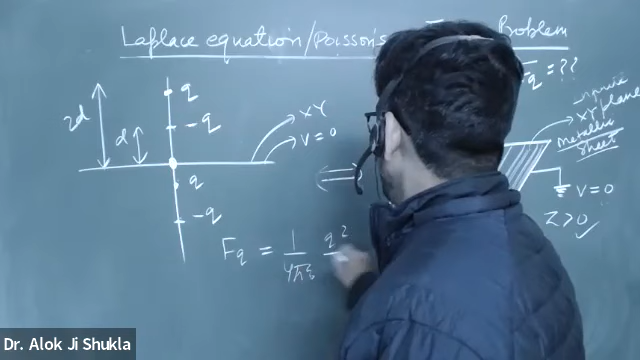 Laplace equation/Poisson's Problem
q
Fq = ??
2d
d
-q
XY
V=0
infinite
XY plane
metallic
sheet
q
-q
V=0
Z>0
Fq = 1/4πε q²
Dr. Alok Ji Shukla